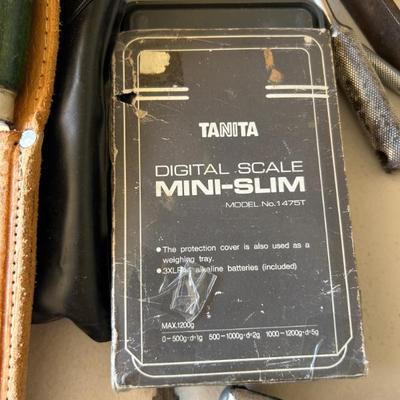 TANITA
DIGITAL SCALE
MINI-SLIM
MODEL No.1475T
• The protection cover is also used as a
weighing tray.
• 3XLR alkaline batteries (included)
MAX.1200g
0-500g·d=1g 500-1000g·d=2g 1000-1200g·d=5g